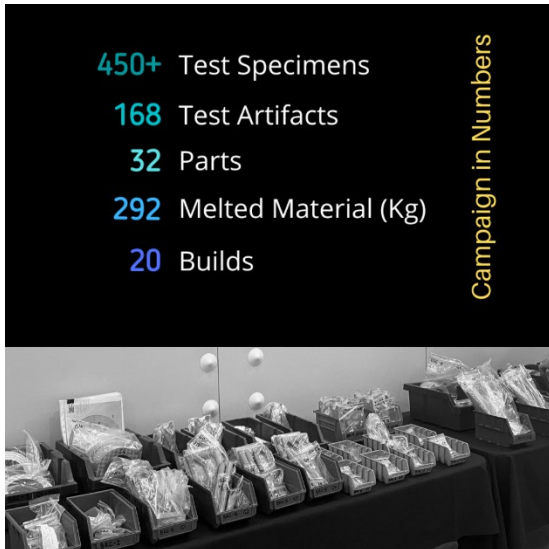 450+ Test Specimens
168 Test Artifacts
32 Parts
292 Melted Material (Kg)
20 Builds
Campaign in Numbers